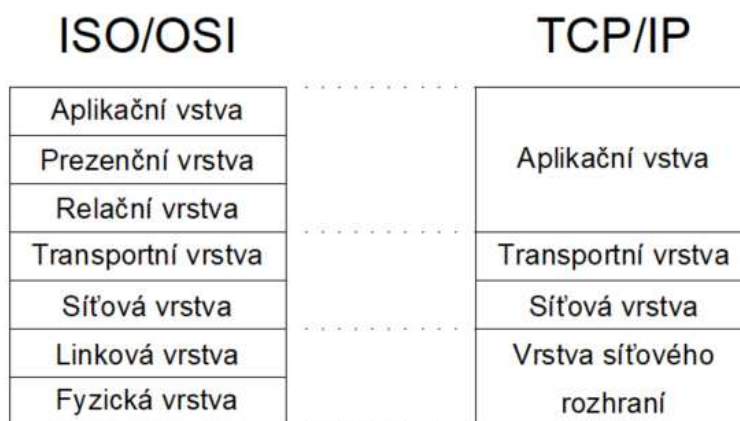 ISO/OSI
TCP/IP
Aplikační vstva
Prezenční vrstva
Relační vrstva
Transportní vrstva
Síťová vrstva
Linková vrstva
Fyzická vrstva
Aplikační vstva
Transportní vrstva
Síťová vrstva
Vrstva síťového
rozhraní